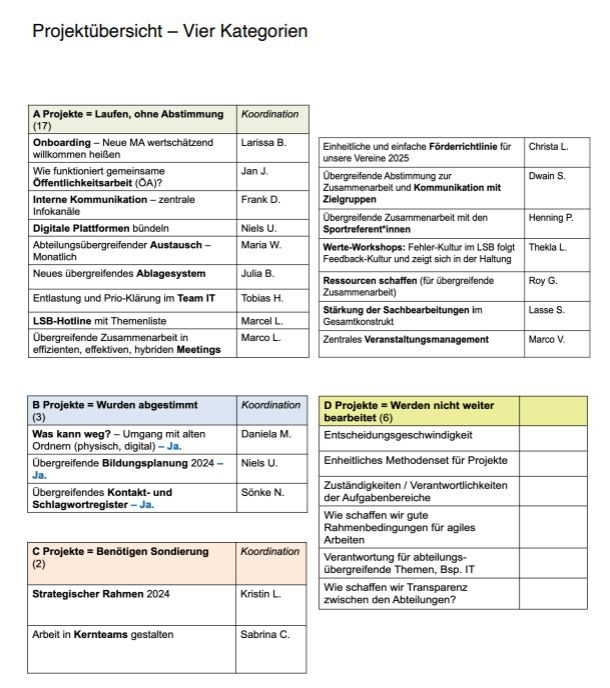 Projektübersicht – Vier Kategorien
A Projekte = Laufen, ohne Abstimmung
(17)
Koordination
Onboarding – Neue MA wertschätzend
willkommen heißen
Larissa B.
Wie funktioniert gemeinsame
Öffentlichkeitsarbeit (ÖA)?
Jan J.
Interne Kommunikation – zentrale
Infokanäle
Frank D.
Digitale Plattformen bündeln
Niels U.
Abteilungsübergreifender Austausch –
Monatlich
Maria W.
Neues übergreifendes Ablagesystem
Julia B.
Entlastung und Prio-Klärung im Team IT
Tobias H.
LSB-Hotline mit Themenliste
Marcel L.
Übergreifende Zusammenarbeit in
effizienten, effektiven, hybriden Meetings
Marco L.
Einheitliche und einfache Förderrichtlinie für
unsere Vereine 2025
Christa L.
Übergreifende Abstimmung zur
Zusammenarbeit und Kommunikation mit
Zielgruppen
Dwain S.
Übergreifende Zusammenarbeit mit den
Sportreferent*innen
Henning P.
Werte-Workshops: Fehler-Kultur im LSB folgt
Feedback-Kultur und zeigt sich in der Haltung
Thekla L.
Ressourcen schaffen (für übergreifende
Zusammenarbeit)
Roy G.
Stärkung der Sachbearbeitungen im
Gesamtkonstrukt
Lasse S.
Zentrales Veranstaltungsmanagement
Marco V.
B Projekte = Wurden abgestimmt
(3)
Koordination
Was kann weg? – Umgang mit alten
Ordnern (physisch, digital) – Ja.
Daniela M.
Übergreifende Bildungsplanung 2024 –
Ja.
Niels U.
Übergreifendes Kontakt- und
Schlagwortregister – Ja.
Sönke N.
C Projekte = Benötigen Sondierung
(2)
Koordination
Strategischer Rahmen 2024
Kristin L.
Arbeit in Kernteams gestalten
Sabrina C.
D Projekte = Werden nicht weiter
bearbeitet (6)
Entscheidungsgeschwindigkeit
Enheitliches Methodenset für Projekte
Zuständigkeiten / Verantwortlichkeiten
der Aufgabenbereiche
Wie schaffen wir gute
Rahmenbedingungen für agiles
Arbeiten
Verantwortung für abteilungs-
übergreifende Themen, Bsp. IT
Wie schaffen wir Transparenz
zwischen den Abteilungen?